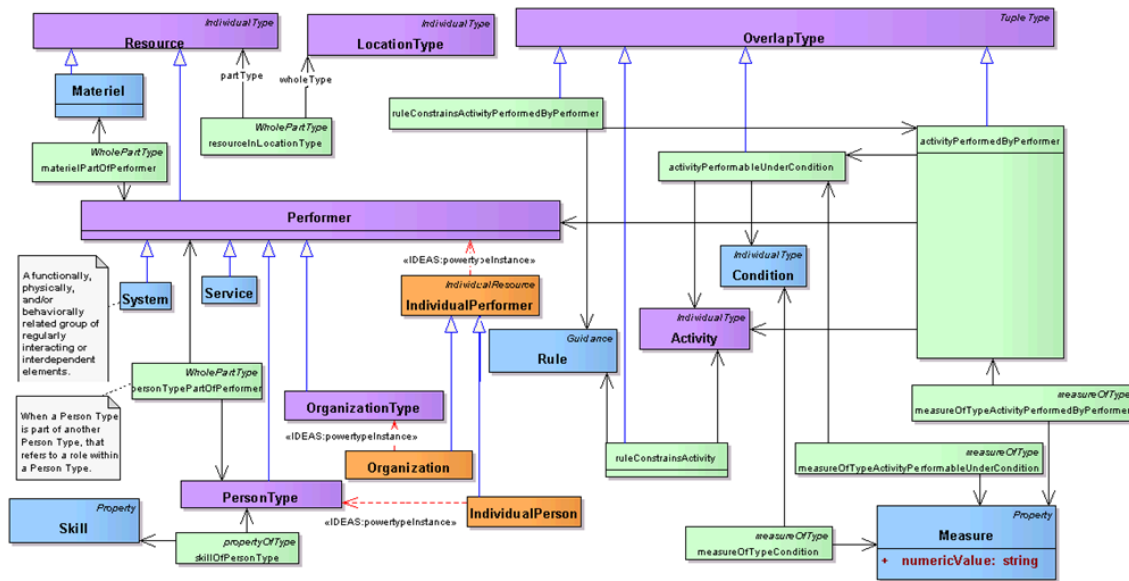 IndividualType
Resource
IndividualType
LocationType
TupleType
OverlapType
partType
wholeType
Materiel
ruleConstrainsActivityPerformedByPerformer
WholePartType
resourceInLocationType
activityPerformedByPerformer
WholePartType
materielPartOfPerformer
activityPerformableUnderCondition
Performer
«IDEAS:powertypeInstance»
A functionally,
physically,
and/or
behaviorally
related group of
regularly
interacting or
interdependent
elements.
System
Service
IndividualResource
IndividualPerformer
IndividualType
Condition
Guidance
Rule
IndividualType
Activity
WholePartType
personTypePartOfPerformer
When a Person Type
is part of another
Person Type, that
refers to a role within
a Person Type.
OrganizationType
«IDEAS:powertypeInstance»
measureOfType
measureOfTypeActivityPerformedByPerformer
Organization
ruleConstrainsActivity
measureOfType
measureOfTypeActivityPerformableUnderCondition
PersonType
IndividualPerson
«IDEAS:powertypeInstance»
Property
Skill
propertyOfType
skillOfPersonType
measureOfType
measureOfTypeCondition
Property
Measure
+ numericValue: string